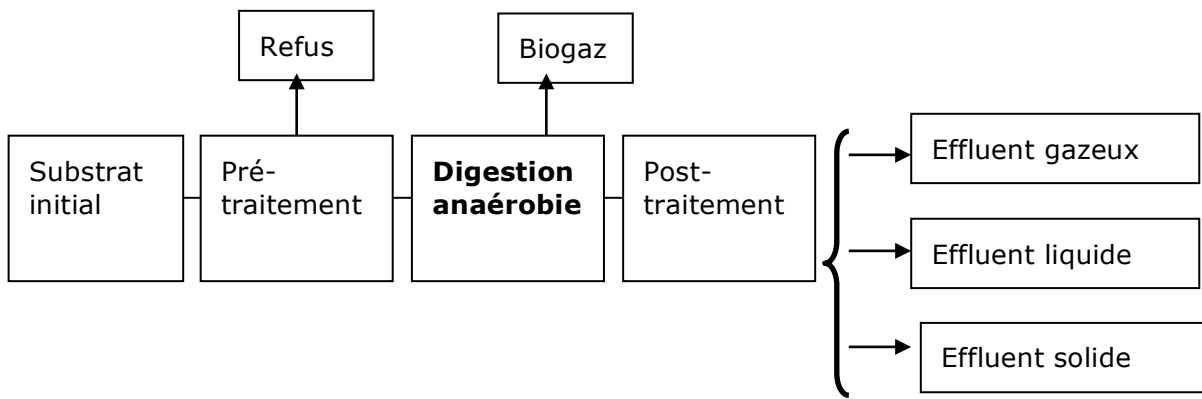 Refus
Biogaz
Substrat
initial
Pré-
traitement
Digestion
anaérobie
Post-
traitement
Effluent gazeux
Effluent liquide
Effluent solide